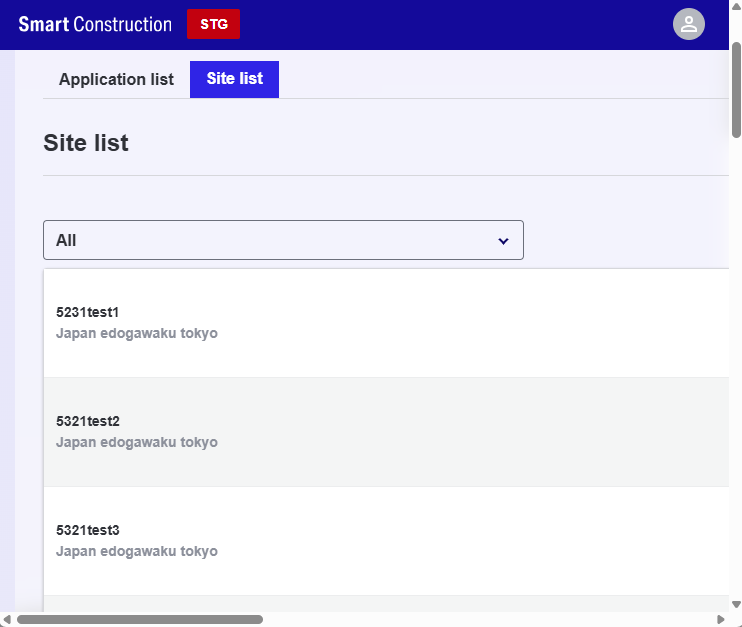 Smart Construction STG
Application list Site list
Site list
All
5231test1
Japan edogawaku tokyo
5321test2
Japan edogawaku tokyo
5321test3
Japan edogawaku tokyo